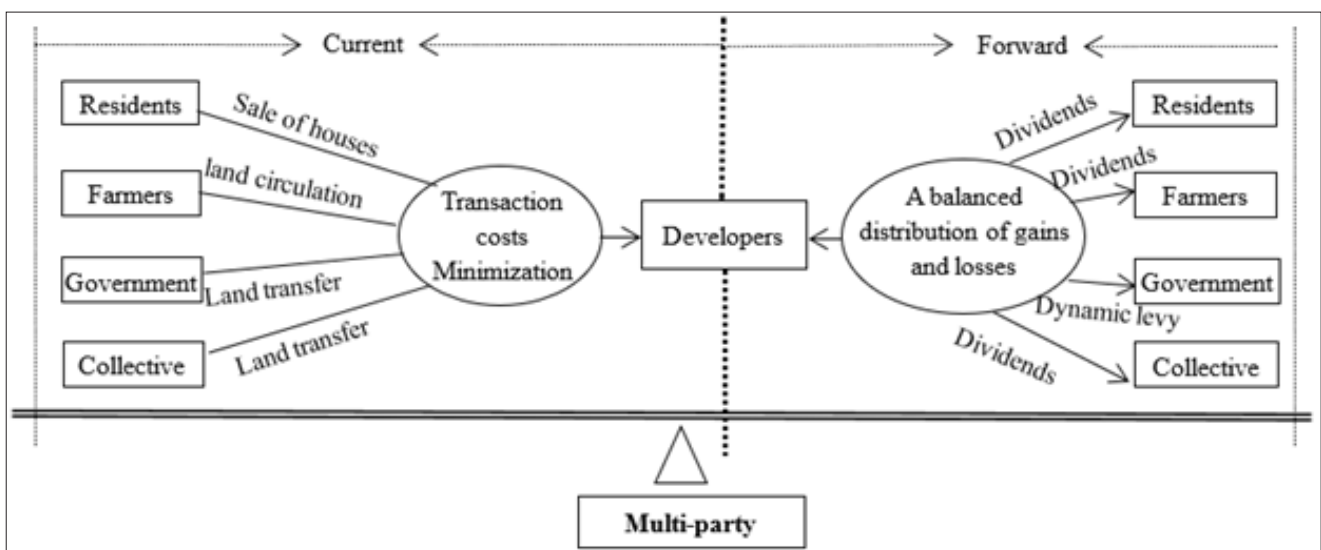 Current
Forward
Residents
Sale of houses
Farmers
land circulation
Government
Land transfer
Collective
Land transfer
Transaction
costs
Minimization
Developers
A balanced
distribution of gains
and losses
Dividends
Residents
Dividends
Farmers
Dynamic levy
Government
Dividends
Collective
Multi-party